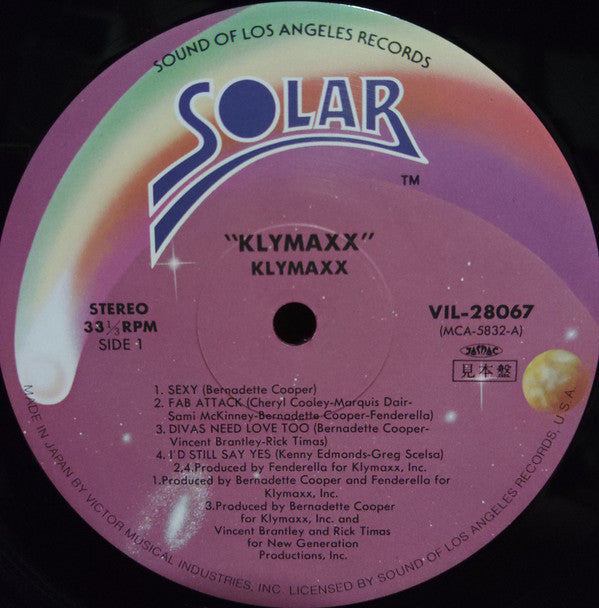 SOUND OF LOS ANGELES RECORDS
SOLAR
TM
"KLYMAXX"
KLYMAXX
STEREO
33 1/3 RPM
SIDE 1
VIL-28067
(MCA-5832-A)
JASRAC
見本盤
1. SEXY (Bernadette Cooper)
2. FAB ATTACK (Cheryl Cooley-Marquis Dair-
Sami McKinney-Bernadette Cooper-Fenderella)
3. DIVAS NEED LOVE TOO (Bernadette Cooper-
Vincent Brantley-Rick Timas)
4. I'D STILL SAY YES (Kenny Edmonds-Greg Scelsa)
2,4.Produced by Fenderella for Klymaxx, Inc.
1.Produced by Bernadette Cooper and Fenderella for
Klymaxx, Inc.
3.Produced by Bernadette Cooper
for Klymaxx, Inc. and
Vincent Brantley and Rick Timas
for New Generation
Productions, Inc.
MADE IN JAPAN BY VICTOR MUSICAL INDUSTRIES, INC. LICENSED BY SOUND OF LOS ANGELES RECORDS, U.S.A.